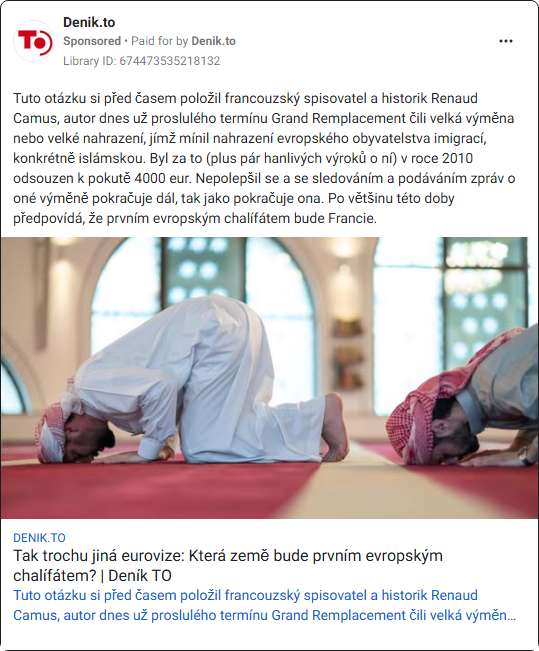 Denik.to
Sponsored • Paid for by Denik.to
Library ID: 674473535218132
TO
Tuto otázku si před časem položil francouzský spisovatel a historik Renaud
Camus, autor dnes už proslulého termínu Grand Remplacement čili velká výměna
nebo velké nahrazení, jímž mínil nahrazení evropského obyvatelstva imigrací,
konkrétně islámskou. Byl za to (plus pár hanlivých výroků o ní) v roce 2010
odsouzen k pokutě 4000 eur. Nepolepšil se a se sledováním a podáváním zpráv o
oné výměně pokračuje dál, tak jako pokračuje ona. Po většinu této doby
předpovídá, že prvním evropským chalífátem bude Francie.
DENIK.TO
Tak trochu jiná eurovize: Která země bude prvním evropským
chalífátem? | Deník TO
Tuto otázku si před časem položil francouzský spisovatel a historik Renaud
Camus, autor dnes už proslulého termínu Grand Remplacement čili velká výměn...